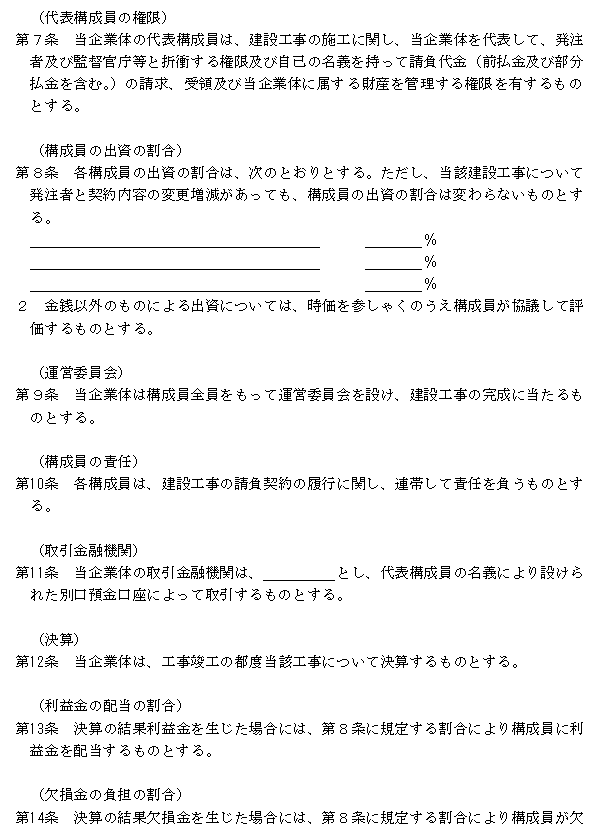 （代表構成員の権限）
第７条　当企業体の代表構成員は、建設工事の施工に関し、当企業体を代表して、発注
者及び監督官庁等と折衝する権限及び自己の名義を持って請負代金（前払金及び部分
払金を含む。）の請求、受領及び当企業体に属する財産を管理する権限を有するもの
とする。
（構成員の出資の割合）
第８条　各構成員の出資の割合は、次のとおりとする。ただし、当該建設工事について
発注者と契約内容の変更増減があっても、構成員の出資の割合は変わらないものとす
る。
％
％
％
２　金銭以外のものによる出資については、時価を参しゃくのうえ構成員が協議して評
価するものとする。
（運営委員会）
第９条　当企業体は構成員全員をもって運営委員会を設け、建設工事の完成に当たるも
のとする。
（構成員の責任）
第10条　各構成員は、建設工事の請負契約の履行に関し、連帯して責任を負うものとす
る。
（取引金融機関）
第11条　当企業体の取引金融機関は、＿＿＿＿＿とし、代表構成員の名義により設けら
れた別口預金口座によって取引するものとする。
（決算）
第12条　当企業体は、工事竣工の都度当該工事について決算するものとする。
（利益金の配当の割合）
第13条　決算の結果利益金を生じた場合には、第８条に規定する割合により構成員に利
益金を配当するものとする。
（欠損金の負担の割合）
第14条　決算の結果欠損金を生じた場合には、第８条に規定する割合により構成員が欠